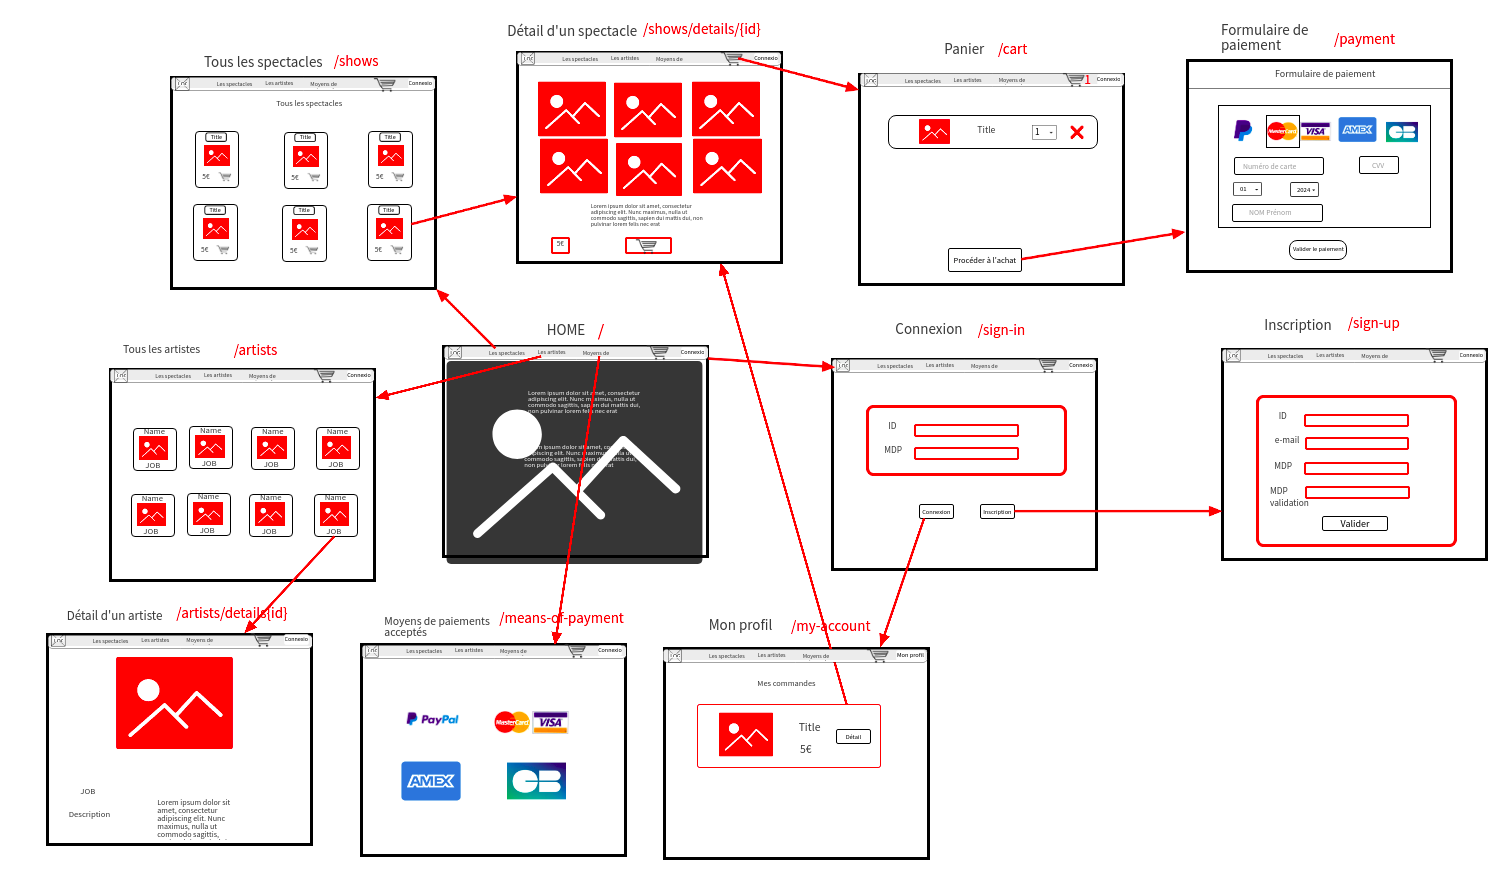 Tous les spectacles /shows
Les spectacles Les artistes Moyens de Connexio
Tous les spectacles
Title Title Title
5€ 5€ 5€
Title Title Title
5€ 5€ 5€
Détail d'un spectacle /shows/details/{id}
Les spectacles Les artistes Moyens de Connexio
Lorem ipsum dolor sit amet, consectetur
adipiscing elit. Nunc maximus, nulla ut
commodo sagittis, sapien dui mattis dui, non
pulvinar lorem felis nec erat
5€
Panier /cart
Les spectacles Les artistes Moyens de 1 Connexio
Title 1
Procéder à l'achat
Formulaire de
paiement /payment
Formulaire de paiement
MasterCard VISA AMEX CB
Numéro de carte CVV
01 2024
NOM Prénom
Valider le paiement
Tous les artistes /artists
Les spectacles Les artistes Moyens de Connexio
Name Name Name Name
JOB JOB JOB JOB
Name Name Name Name
JOB JOB JOB JOB
HOME /
Les spectacles Les artistes Moyens de Connexio
Lorem ipsum dolor sit amet, consectetur
adipiscing elit. Nunc maximus, nulla ut
commodo sagittis, sapien dui mattis dui,
non pulvinar lorem felis nec erat
ipsum dolor sit amet,
elit. Nunc maximus, nulla ut
commodo sagittis, sapien dui mattis dui,
non lorem felis nec erat
Connexion /sign-in
Les spectacles Les artistes Moyens de Connexio
ID
MDP
Connexion Inscription
Inscription /sign-up
Les spectacles Les artistes Moyens de Connexio
ID
e-mail
MDP
MDP
validation
Valider
Détail d'un artiste /artists/details{id}
Les spectacles Les artistes Moyens de Connexio
JOB
Description
Lorem ipsum dolor sit
amet, consectetur
adipiscing elit. Nunc
maximus, nulla ut
commodo sagittis,
Moyens de paiements
acceptés /means-of-payment
Les spectacles Les artistes Moyens de Connexio
PayPal MasterCard VISA
AMEX CB
Mon profil /my-account
Les spectacles Les artistes Moyens de Mon profil
Mes commandes
Title
5€
Détail